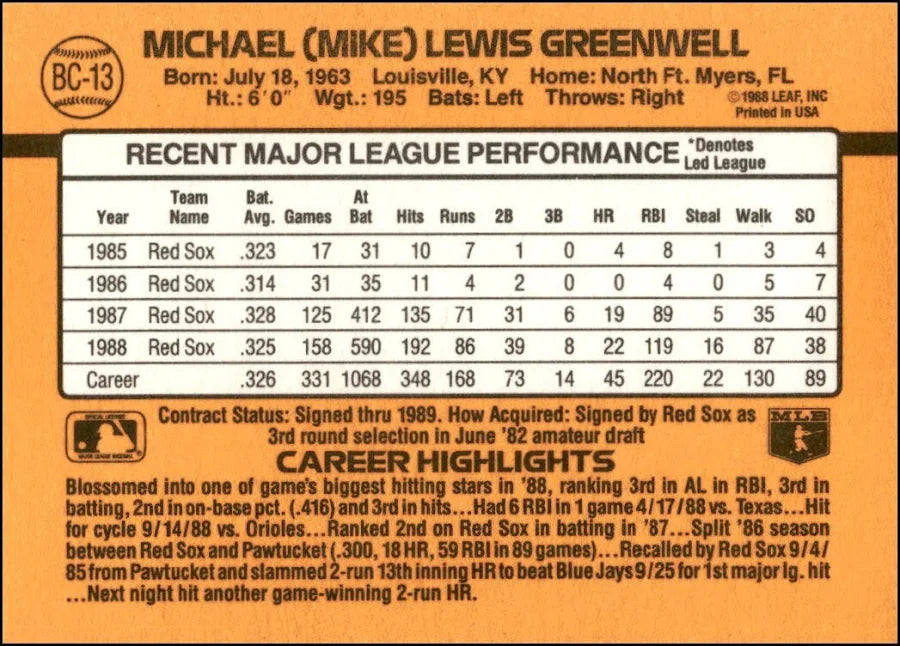 BC-13
MICHAEL (MIKE) LEWIS GREENWELL
Born: July 18, 1963 Louisville, KY Home: North Ft. Myers, FL
Ht.: 6'0" Wgt.: 195 Bats: Left Throws: Right
©1988 LEAF, INC
Printed in USA
RECENT MAJOR LEAGUE PERFORMANCE *Denotes Led League
Year Team Name Bat. Avg. Games At Bat Hits Runs 2B 3B HR RBI Steal Walk SO
1985 Red Sox .323 17 31 10 7 1 0 4 8 1 3 4
1986 Red Sox .314 31 35 11 4 2 0 0 4 0 5 7
1987 Red Sox .328 125 412 135 71 31 6 19 89 5 35 40
1988 Red Sox .325 158 590 192 86 39 8 22 119 16 87 38
Career .326 331 1068 348 168 73 14 45 220 22 130 89
OFFICIAL LICENSEE
MAJOR LEAGUE BASEBALL
Contract Status: Signed thru 1989. How Acquired: Signed by Red Sox as
3rd round selection in June '82 amateur draft
MLB
CAREER HIGHLIGHTS
Blossomed into one of game's biggest hitting stars in '88, ranking 3rd in AL in RBI, 3rd in
batting, 2nd in on-base pct. (.416) and 3rd in hits...Had 6 RBI in 1 game 4/17/88 vs. Texas...Hit
for cycle 9/14/88 vs. Orioles...Ranked 2nd on Red Sox in batting in '87...Split '86 season
between Red Sox and Pawtucket (.300, 18 HR, 59 RBI in 89 games)...Recalled by Red Sox 9/4/
85 from Pawtucket and slammed 2-run 13th inning HR to beat Blue Jays 9/25 for 1st major lg. hit
...Next night hit another game-winning 2-run HR.